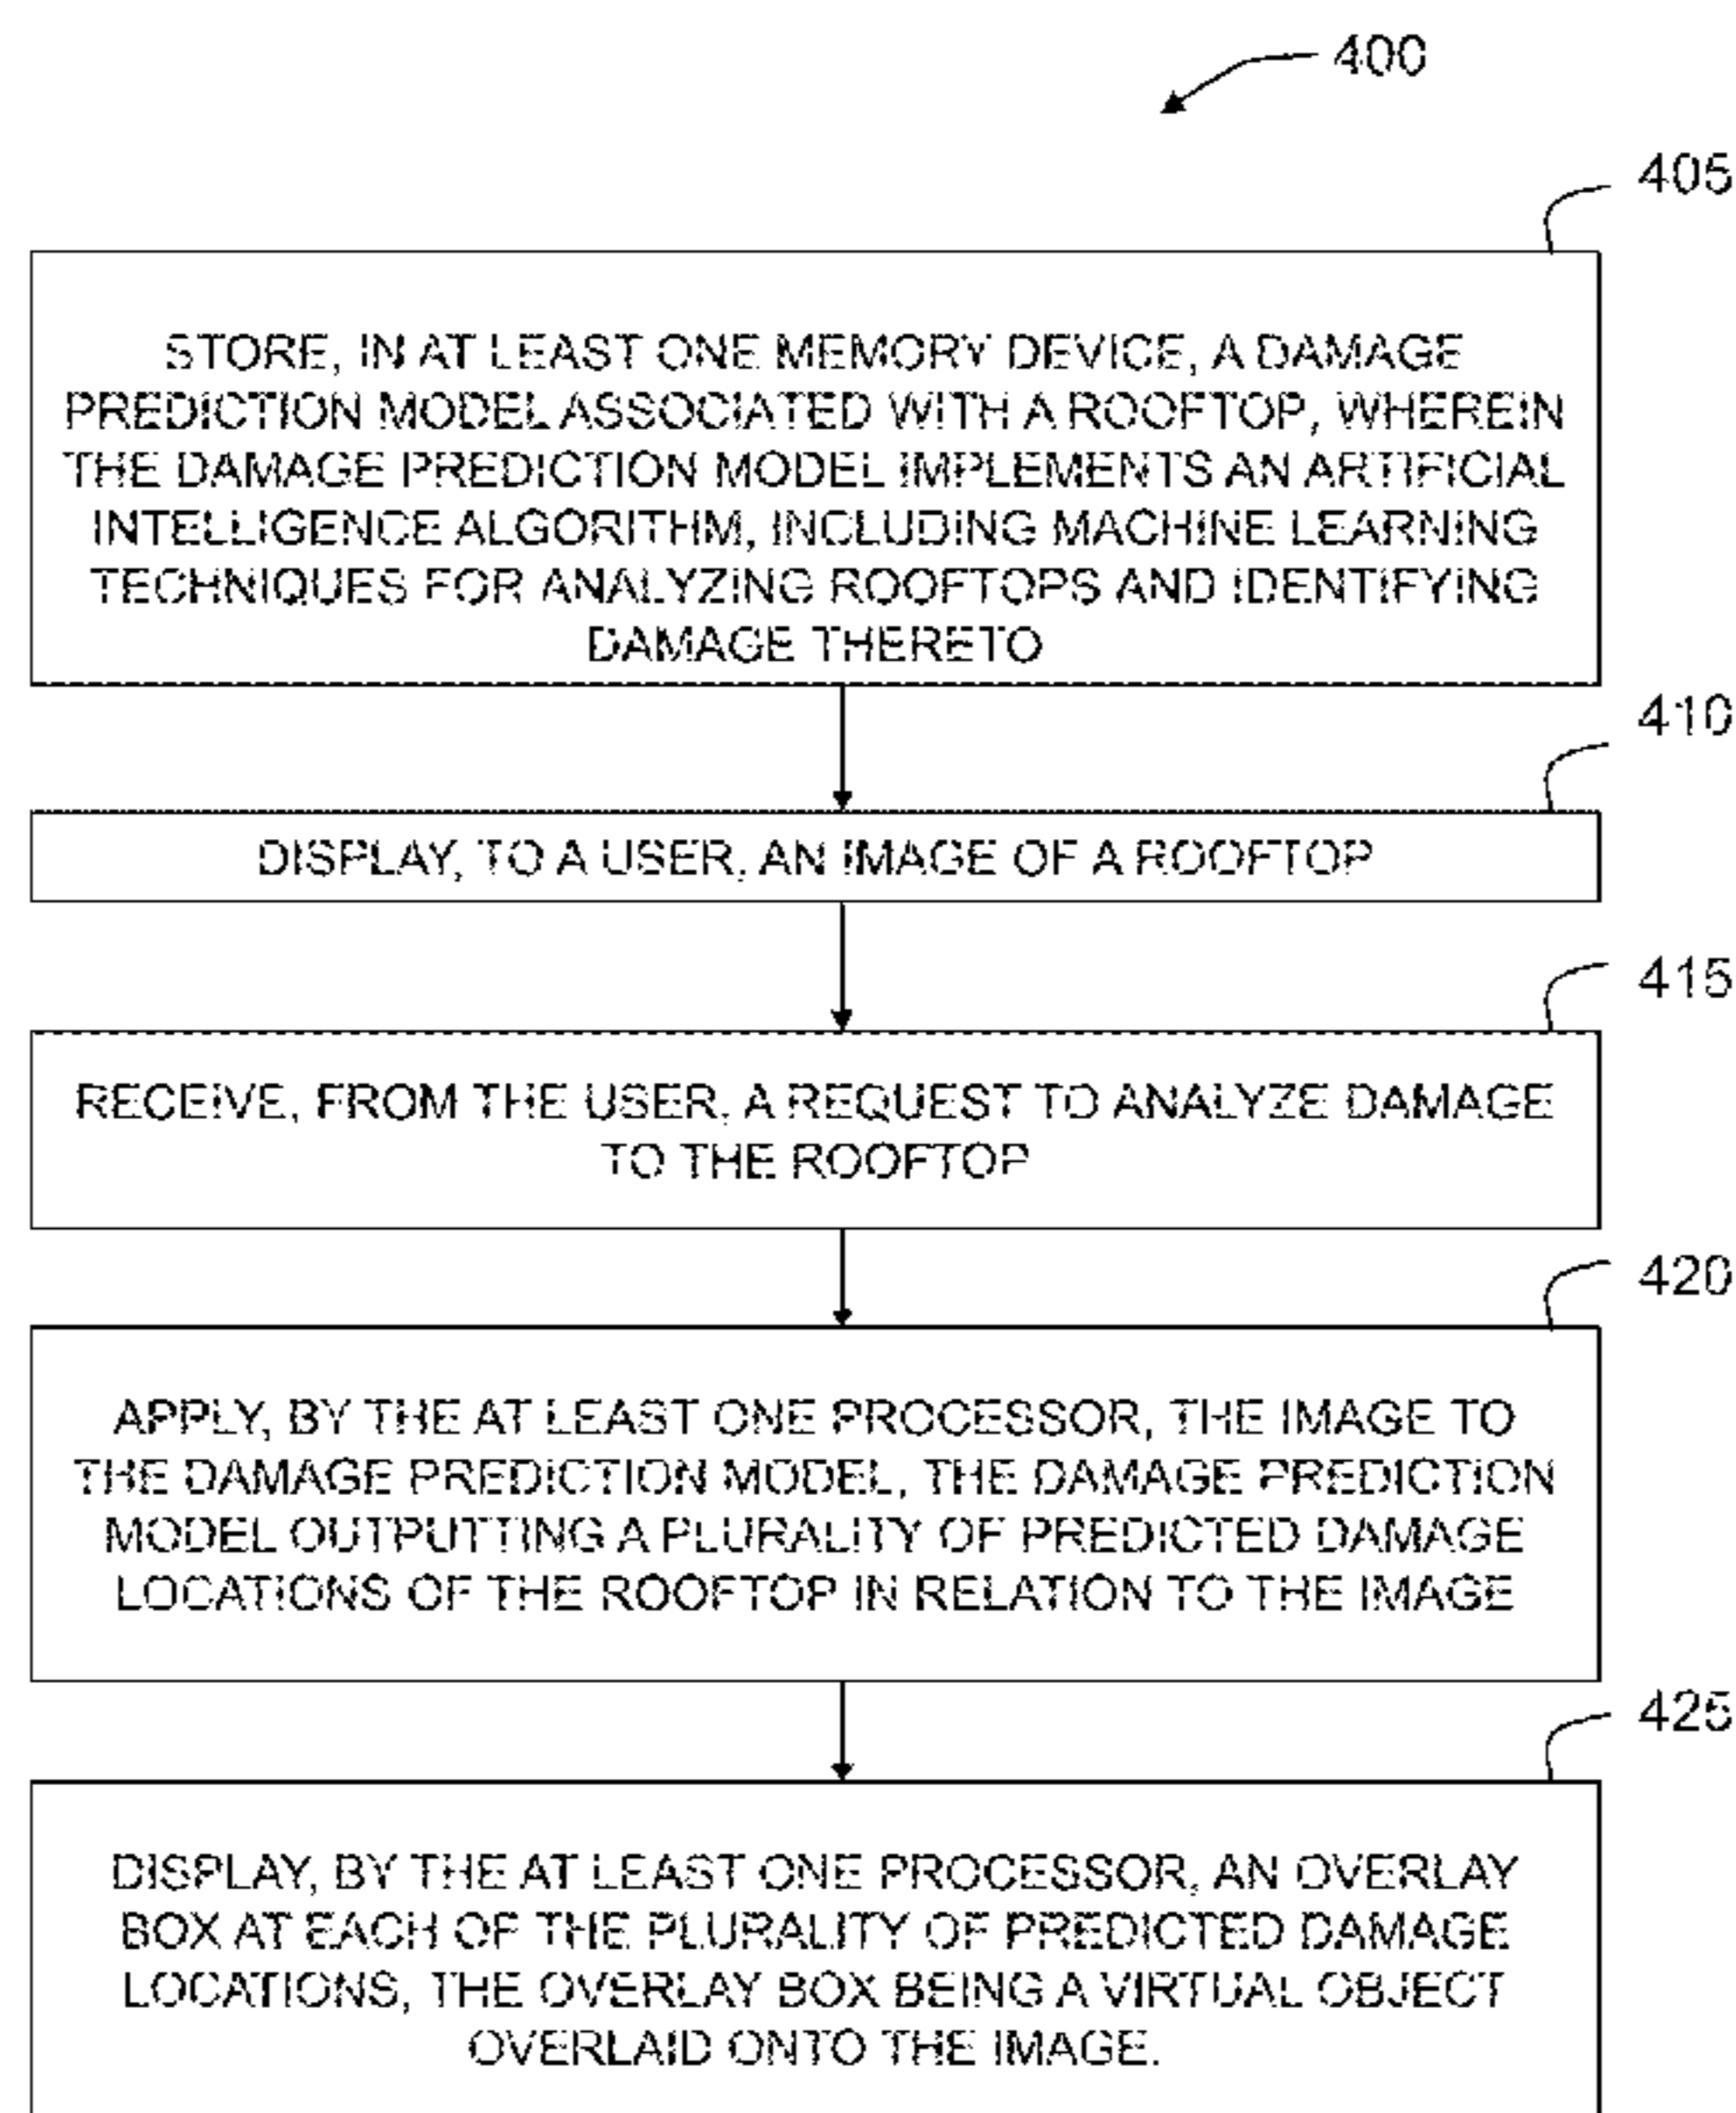 400
405
STORE, IN AT LEAST ONE MEMORY DEVICE, A DAMAGE
PREDICTION MODEL ASSOCIATED WITH A ROOFTOP, WHEREIN
THE DAMAGE PREDICTION MODEL IMPLEMENTS AN ARTIFICIAL
INTELLIGENCE ALGORITHM, INCLUDING MACHINE LEARNING
TECHNIQUES FOR ANALYZING ROOFTOPS AND IDENTIFYING
DAMAGE THERETO
410
DISPLAY, TO A USER, AN IMAGE OF A ROOFTOP
415
RECEIVE, FROM THE USER, A REQUEST TO ANALYZE DAMAGE
TO THE ROOFTOP
420
APPLY, BY THE AT LEAST ONE PROCESSOR, THE IMAGE TO
THE DAMAGE PREDICTION MODEL, THE DAMAGE PREDICTION
MODEL OUTPUTTING A PLURALITY OF PREDICTED DAMAGE
LOCATIONS OF THE ROOFTOP IN RELATION TO THE IMAGE
425
DISPLAY, BY THE AT LEAST ONE PROCESSOR, AN OVERLAY
BOX AT EACH OF THE PLURALITY OF PREDICTED DAMAGE
LOCATIONS, THE OVERLAY BOX BEING A VIRTUAL OBJECT
OVERLAID ONTO THE IMAGE.